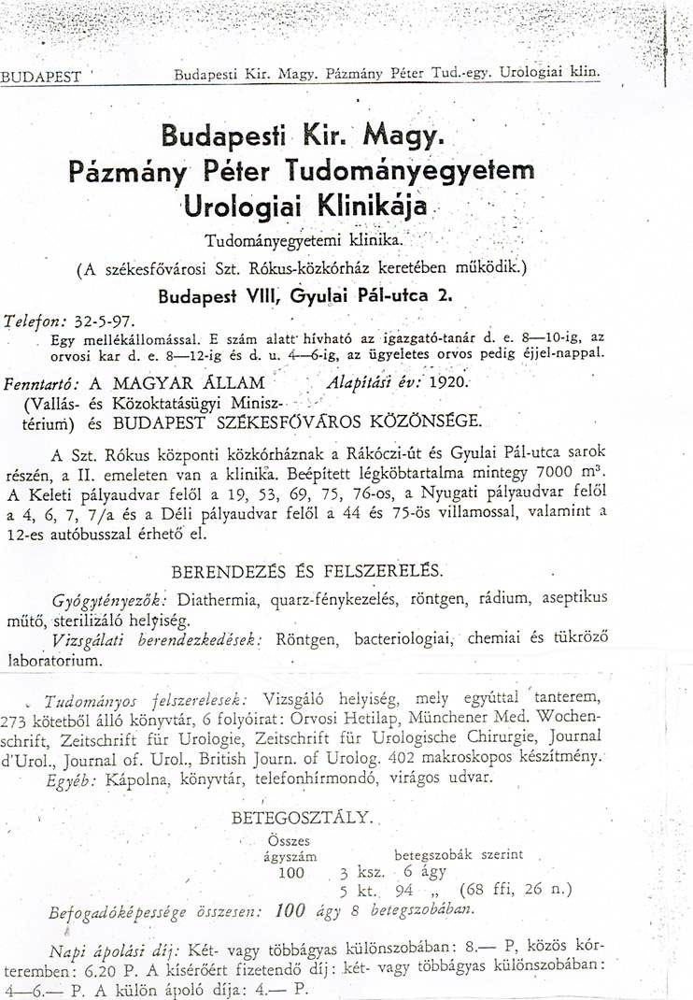 BUDAPEST Budapesti Kir. Magy. Pázmány Péter Tud.-egy. Urologiai klin.
Budapesti Kir. Magy.
Pázmány Péter Tudományegyetem
Urologiai Klinikája
Tudományegyetemi klinika.
(A székesfővárosi Szt. Rókus-közkórház keretében működik.)
Budapest VIII, Gyulai Pál-utca 2.
Telefon: 32-5-97.
Egy mellékállomással. E szám alatt hívható az igazgató-tanár d. e. 8—10-ig, az
orvosi kar d. e. 8—12-ig és d. u. 4—6-ig, az ügyeletes orvos pedig éjjel-nappal.
Fenntartó: A MAGYAR ÁLLAM Alapítási év: 1920.
(Vallás- és Közoktatásügyi Minisz-
térium) és BUDAPEST SZÉKESFŐVÁROS KÖZÖNSÉGE.
A Szt. Rókus központi közkórháznak a Rákóczi-út és Gyulai Pál-utca sarok
részén, a II. emeleten van a klinika. Beépített légköbtartalma mintegy 7000 m³.
A Keleti pályaudvar felől a 19, 53, 69, 75, 76-os, a Nyugati pályaudvar felől
a 4, 6, 7, 7/a és a Déli pályaudvar felől a 44 és 75-ös villamossal, valamint a
12-es autóbusszal érhető el.
BERENDEZÉS ÉS FELSZERELÉS.
Gyógytényezők: Diathermia, quarz-fénykezelés, röntgen, rádium, aseptikus
műtő, sterilizáló helyiség.
Vizsgálati berendezkedések: Röntgen, bacteriologiai, chemiai és tükröző
laboratorium.
Tudományos felszerelesek: Vizsgáló helyiség, mely egyúttal tanterem,
273 kötetből álló könyvtár, 6 folyóirat: Orvosi Hetilap, Münchener Med. Wochen-
schrift, Zeitschrift für Urologie, Zeitschrift für Urologische Chirurgie, Journal
d'Urol., Journal of. Urol., British Journ. of Urolog. 402 makroskopos készítmény.
Egyéb: Kápolna, könyvtár, telefonhírmondó, virágos udvar.
BETEGOSZTÁLY.
Összes
ágyszám betegszobák szerint
100 3 ksz. 6 ágy
5 kt. 94 „ (68 ffi, 26 n.)
Befogadóképessége összesen: 100 ágy 8 betegszobában.
Napi ápolási díj: Két- vagy többágyas különszobában: 8.— P, közös kór-
teremben: 6.20 P. A kísérőért fizetendő díj: két- vagy többágyas különszobában:
4—6.— P. A külön ápoló díja: 4.— P.